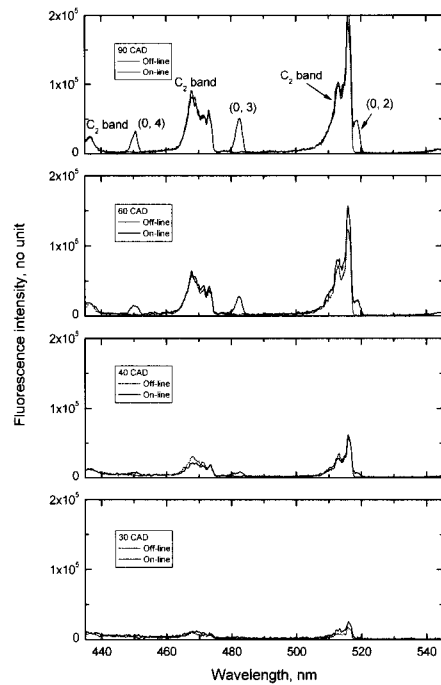 Fluorescence intensity, no unit
2x10⁵
1x10⁵
0
90 CAD
Off-line
On-line
C₂ band
(0, 4)
C₂ band
(0, 3)
C₂ band
(0, 2)
2x10⁵
1x10⁵
0
60 CAD
Off-line
On-line
2x10⁵
1x10⁵
0
40 CAD
Off-line
On-line
2x10⁵
1x10⁵
0
30 CAD
Off-line
On-line
440 460 480 500 520 540
Wavelength, nm